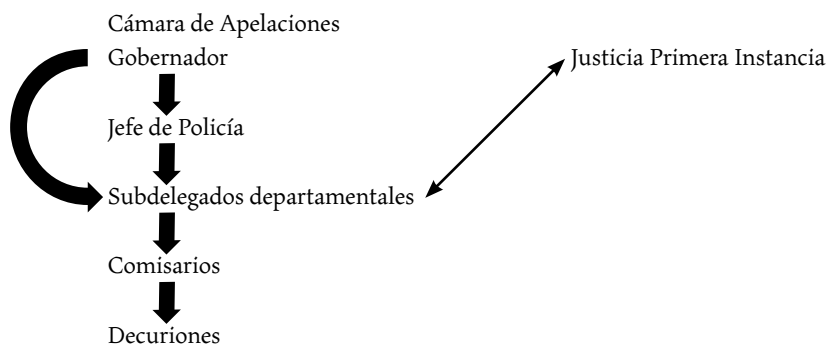 Cámara de Apelaciones
Gobernador
Justicia Primera Instancia
Jefe de Policía
Subdelegados departamentales
Comisarios
Decuriones